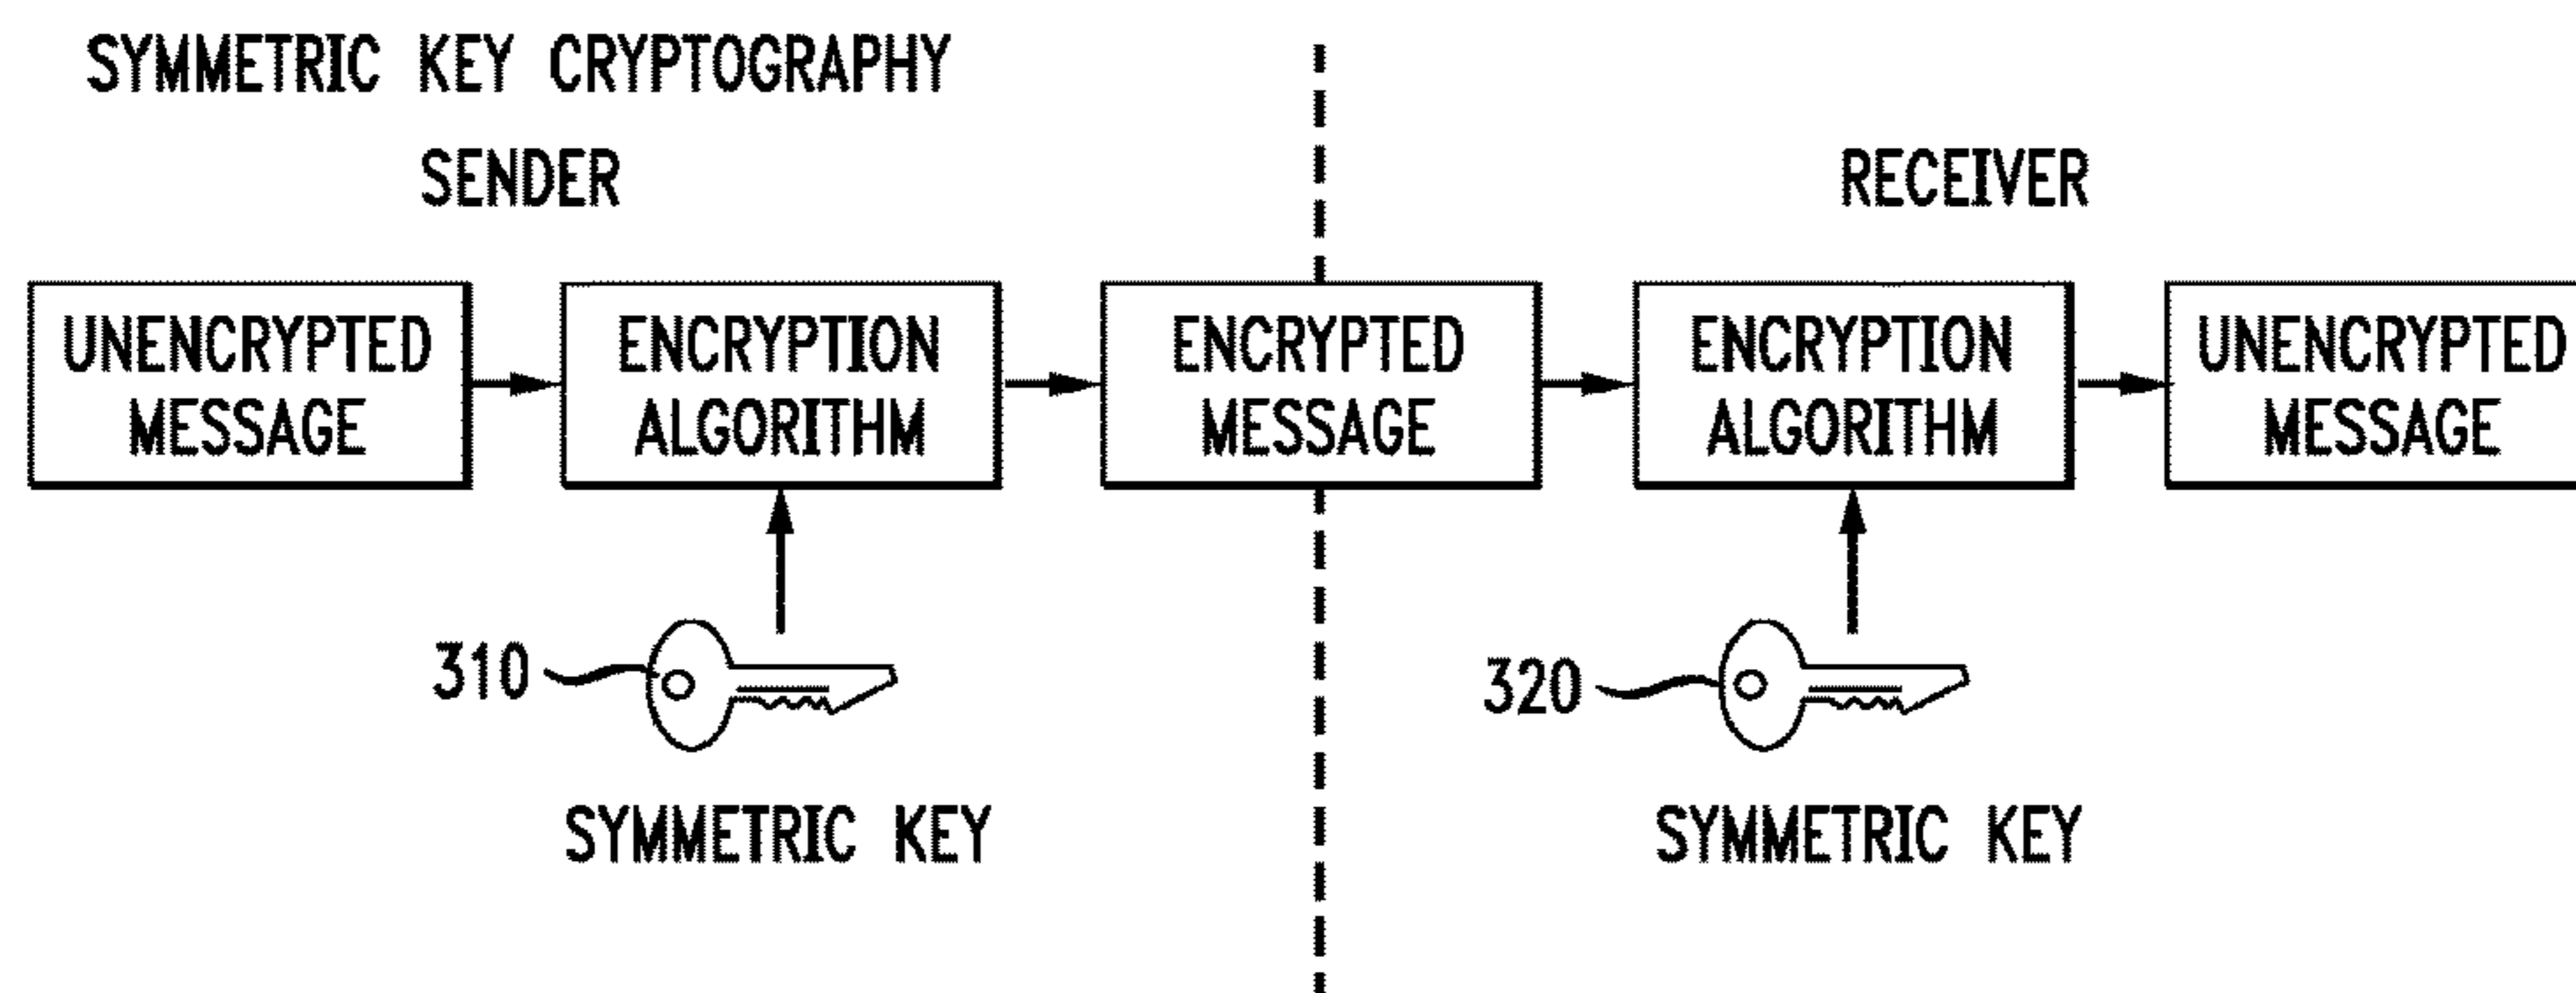 SYMMETRIC KEY CRYPTOGRAPHY
SENDER
RECEIVER
UNENCRYPTED
MESSAGE
ENCRYPTION
ALGORITHM
ENCRYPTED
MESSAGE
ENCRYPTION
ALGORITHM
UNENCRYPTED
MESSAGE
310
SYMMETRIC KEY
320
SYMMETRIC KEY